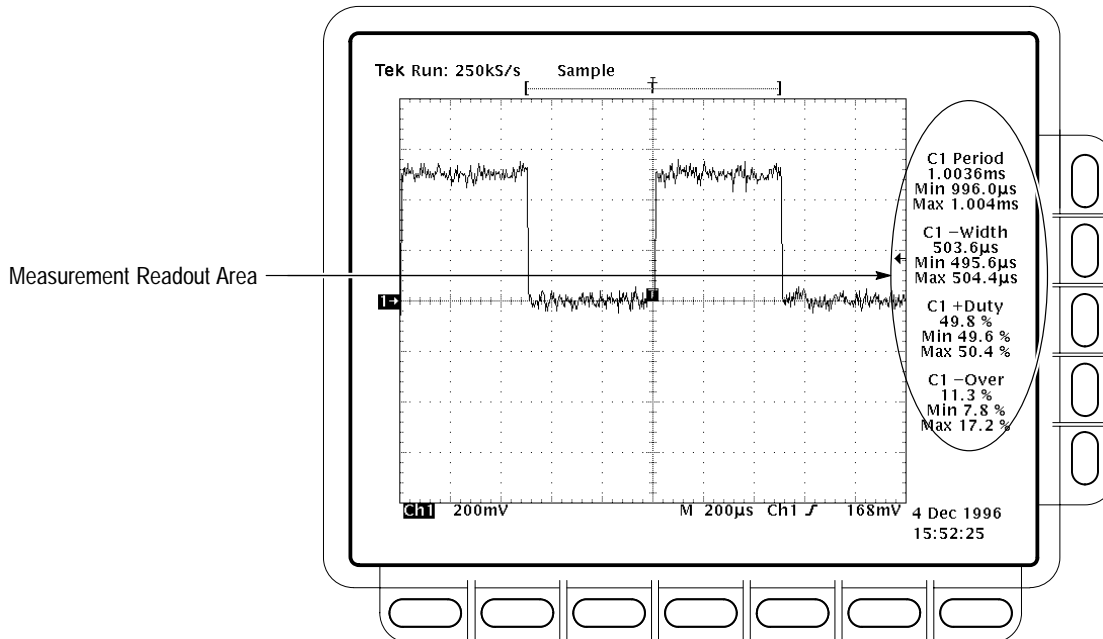 Tek Run: 250kS/s Sample
[ T ]
C1 Period
1.0036ms
Min 996.0µs
Max 1.004ms
C1 −Width
503.6µs
Min 495.6µs
Max 504.4µs
Measurement Readout Area
1
T
C1 +Duty
49.8 %
Min 49.6 %
Max 50.4 %
C1 −Over
11.3 %
Min 7.8 %
Max 17.2 %
Ch1 200mV M 200µs Ch1 168mV
4 Dec 1996
15:52:25